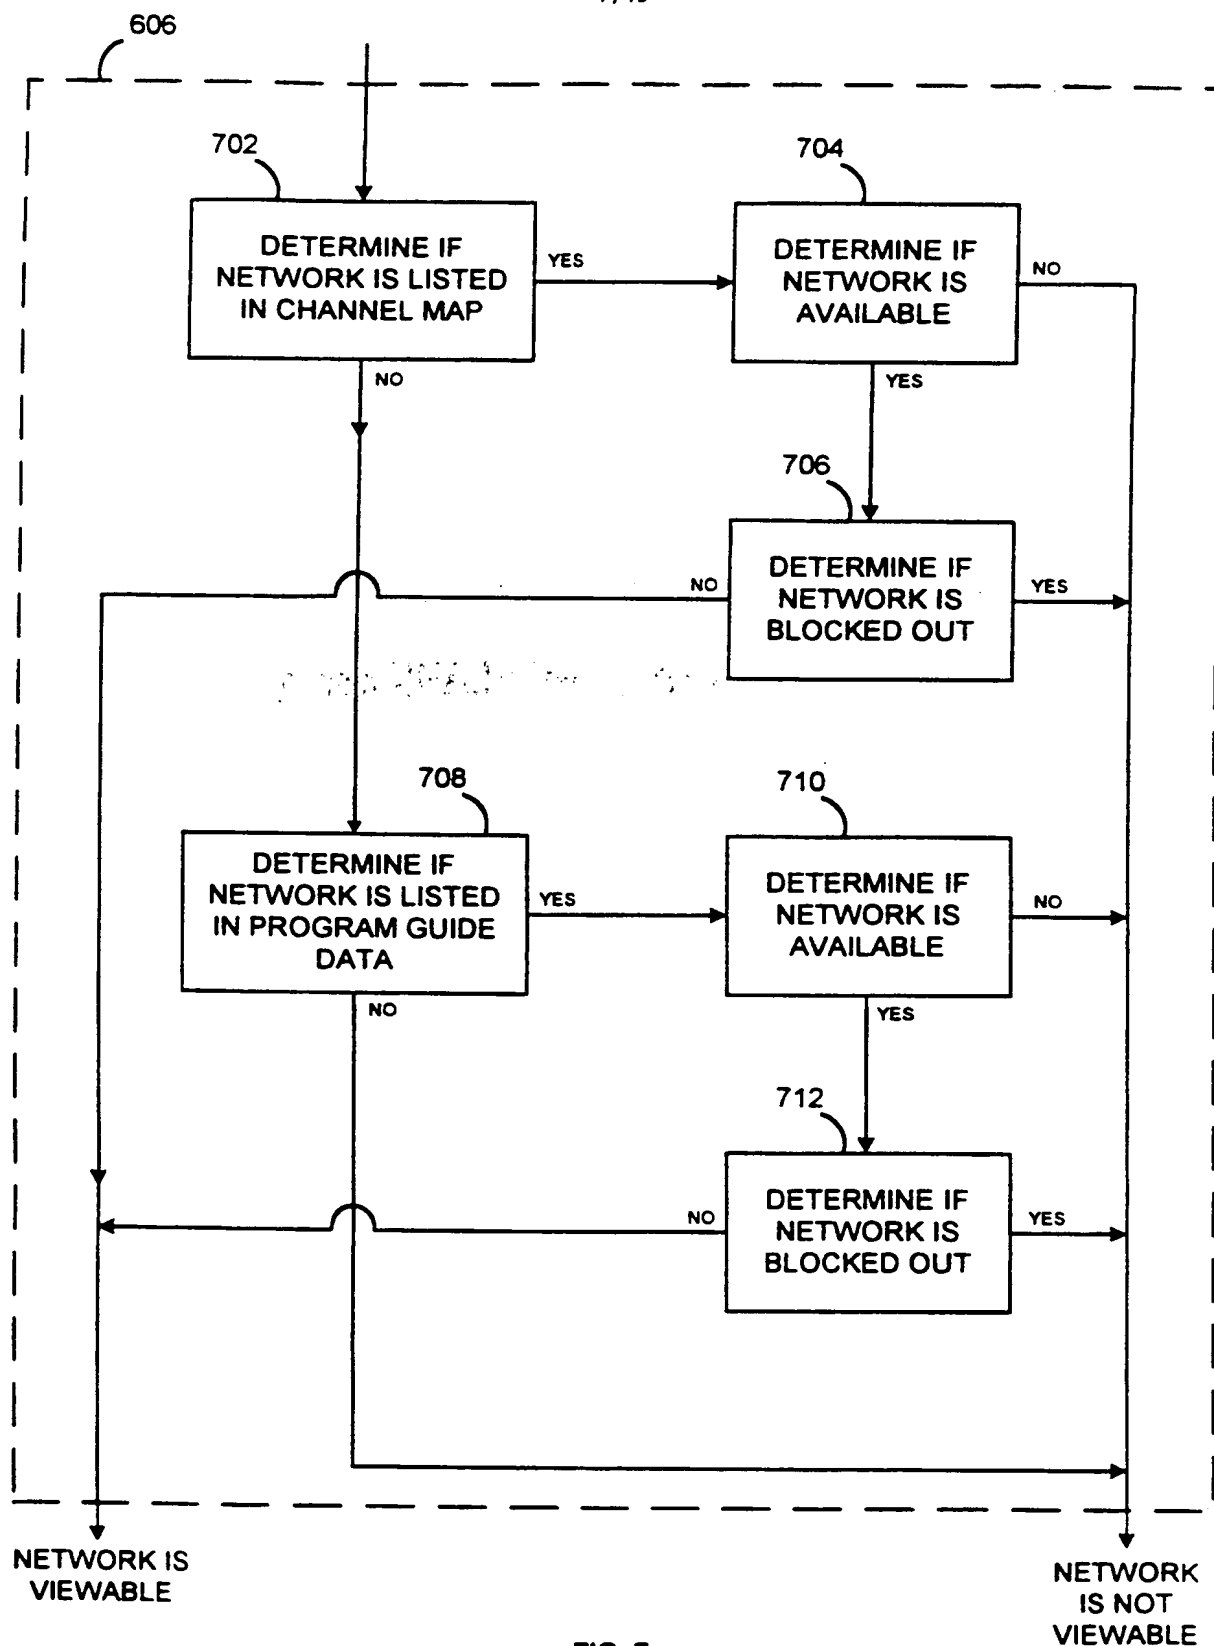 606
702
704
DETERMINE IF
NETWORK IS LISTED
IN CHANNEL MAP
YES
DETERMINE IF
NETWORK IS
AVAILABLE
NO
NO
YES
706
NO
DETERMINE IF
NETWORK IS
BLOCKED OUT
YES
708
710
DETERMINE IF
NETWORK IS LISTED
IN PROGRAM GUIDE
DATA
YES
DETERMINE IF
NETWORK IS
AVAILABLE
NO
NO
YES
712
NO
DETERMINE IF
NETWORK IS
BLOCKED OUT
YES
NETWORK IS
VIEWABLE
NETWORK
IS NOT
VIEWABLE